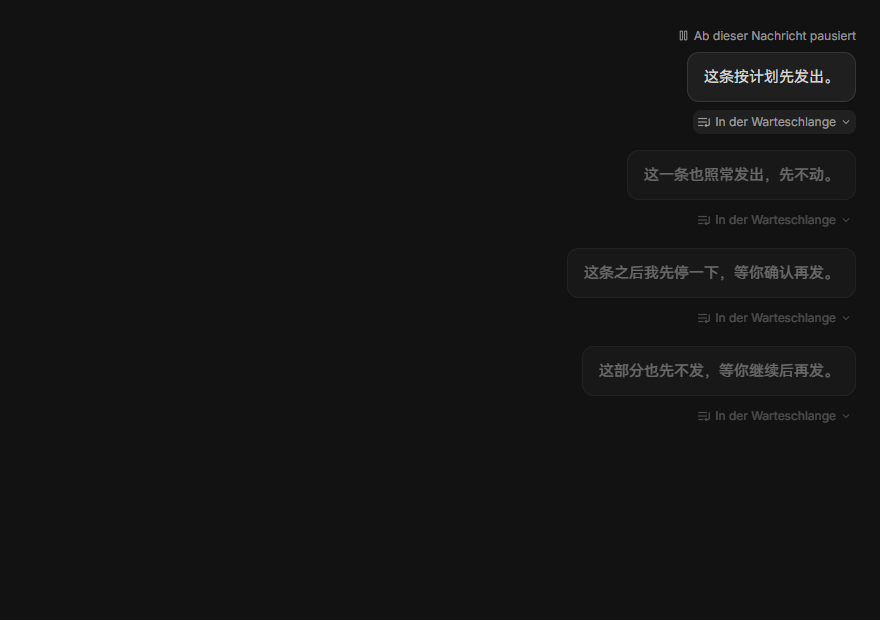 Ab dieser Nachricht pausiert
这条按计划先发出。
In der Warteschlange
这一条也照常发出，先不动。
In der Warteschlange
这条之后我先停一下，等你确认再发。
In der Warteschlange
这部分也先不发，等你继续后再发。
In der Warteschlange